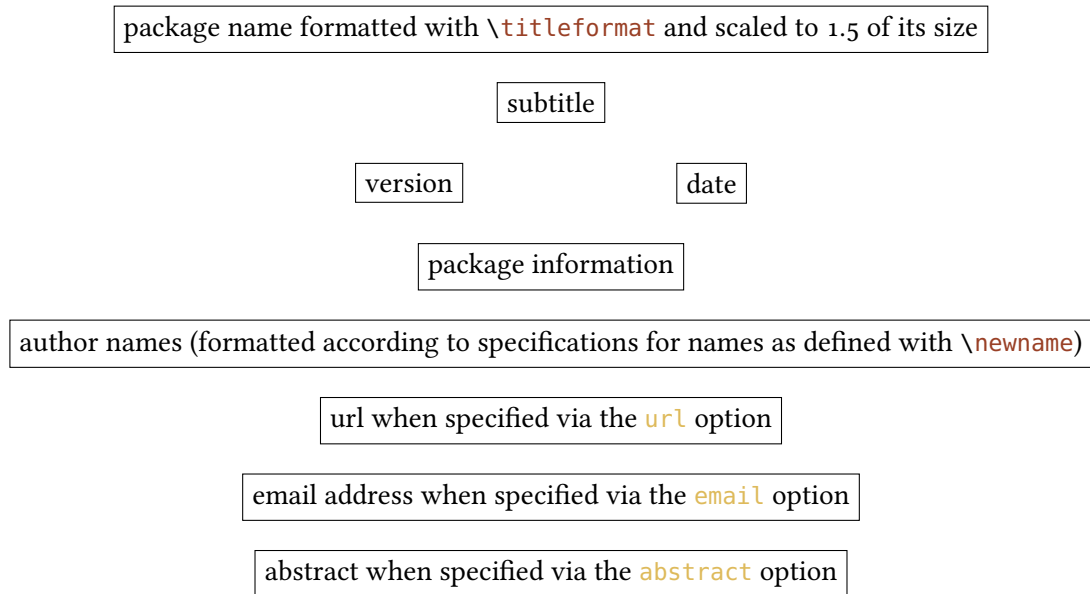 package name formatted with \titleformat and scaled to 1.5 of its size
subtitle
version date
package information
author names (formatted according to specifications for names as defined with \newname)
url when specified via the url option
email address when specified via the email option
abstract when specified via the abstract option